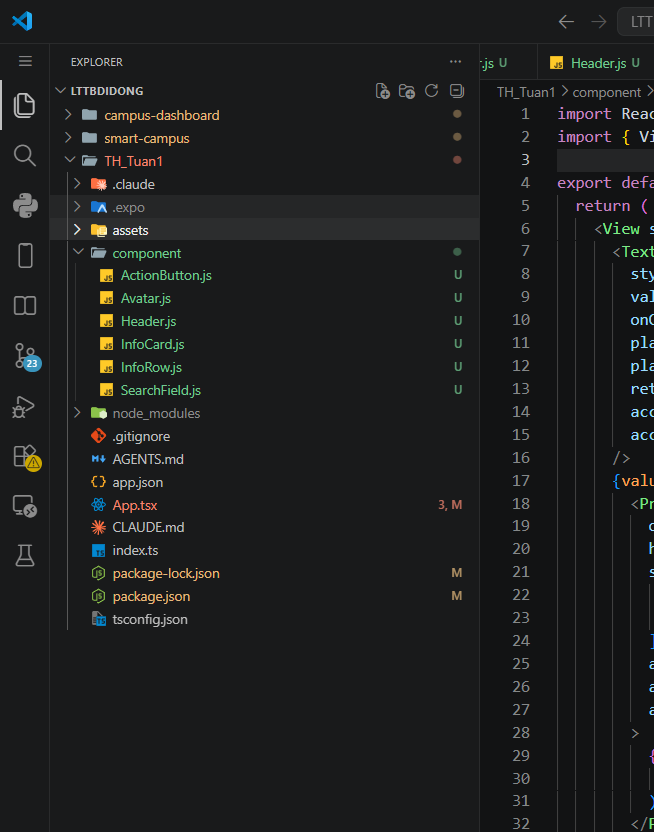 LTT
EXPLORER
r.js U
Header.js U
LTTBDIDONG
TH_Tuan1 > component >
campus-dashboard
smart-campus
TH_Tuan1
.claude
.expo
assets
component
ActionButton.js U
Avatar.js U
Header.js U
InfoCard.js U
InfoRow.js U
SearchField.js U
node_modules
.gitignore
AGENTS.md
app.json
App.tsx 3, M
CLAUDE.md
index.ts
package-lock.json M
package.json M
tsconfig.json
23
1 import Reac
2 import { Vi
3
4 export defa
5 return (
6 <View s
7 <Text
8 sty
9 val
10 onC
11 pla
12 pla
13 ret
14 acc
15 acc
16 />
17 {valu
18 <Pr
19 o
20 h
21 s
22
23
24 ]
25 a
26 a
27 a
28 >
29 {
30
31 )
32 </P